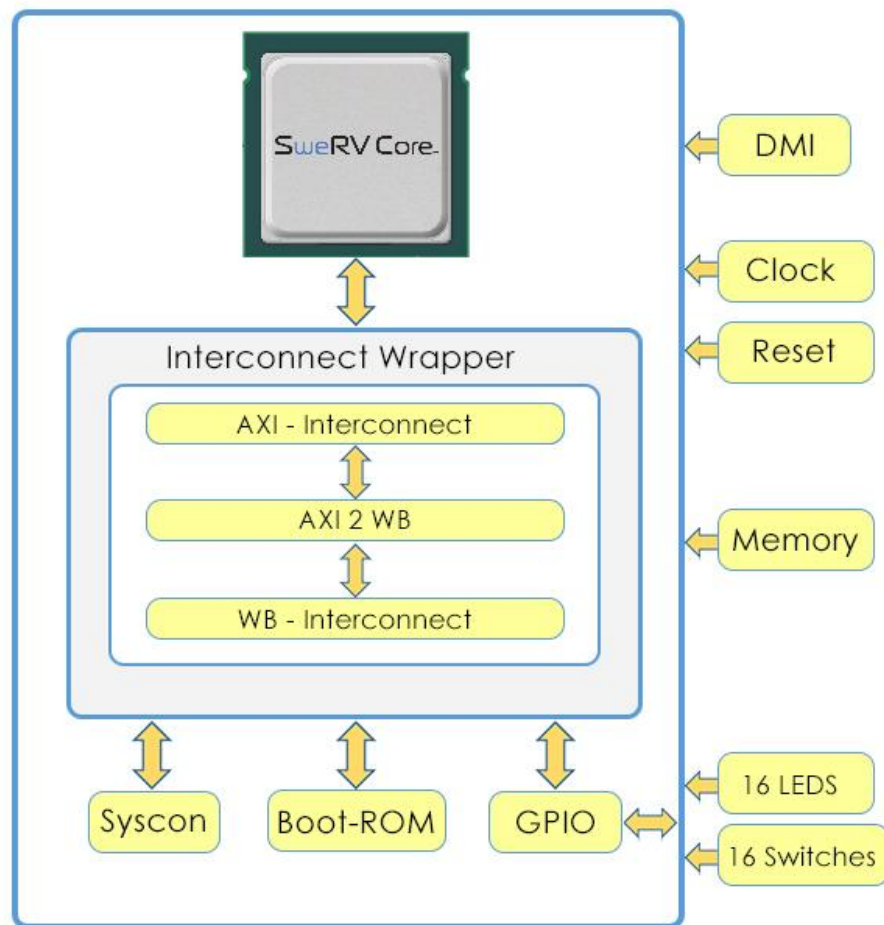 SweRV Core™
DMI
Clock
Interconnect Wrapper
Reset
AXI - Interconnect
AXI 2 WB
Memory
WB - Interconnect
16 LEDS
Syscon
Boot-ROM
GPIO
16 Switches